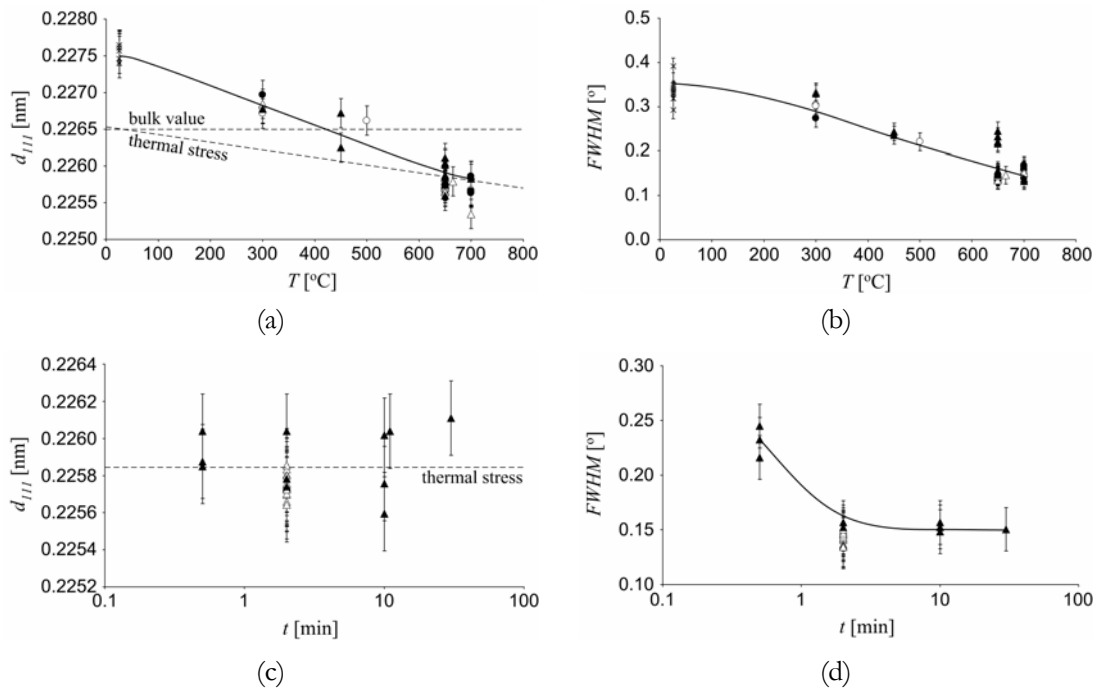 0.2280
0.2275
0.2270
0.2265
0.2260
0.2255
0.2250
d111 [nm]
bulk value
thermal stress
0 100 200 300 400 500 600 700 800
T [°C]
(a)
0.5
0.4
0.3
0.2
0.1
0.0
FWHM [°]
0 100 200 300 400 500 600 700 800
T [°C]
(b)
0.2264
0.2262
0.2260
0.2258
0.2256
0.2254
0.2252
d111 [nm]
thermal stress
0.1 1 10 100
t [min]
(c)
0.30
0.25
0.20
0.15
0.10
FWHM [°]
0.1 1 10 100
t [min]
(d)